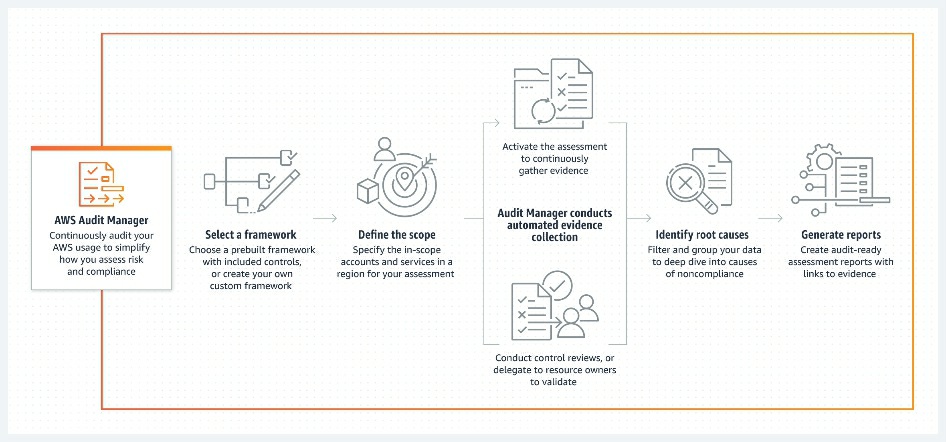 AWS Audit Manager
Continuously audit your
AWS usage to simplify
how you assess risk
and compliance
Select a framework
Choose a prebuilt framework
with included controls,
or create your own
custom framework
Define the scope
Specify the in-scope
accounts and services in a
region for your assessment
Activate the assessment
to continuously
gather evidence
Audit Manager conducts
automated evidence
collection
Conduct control reviews, or
delegate to resource owners
to validate
Identify root causes
Filter and group your data
to deep dive into causes
of noncompliance
Generate reports
Create audit-ready
assessment reports with
links to evidence